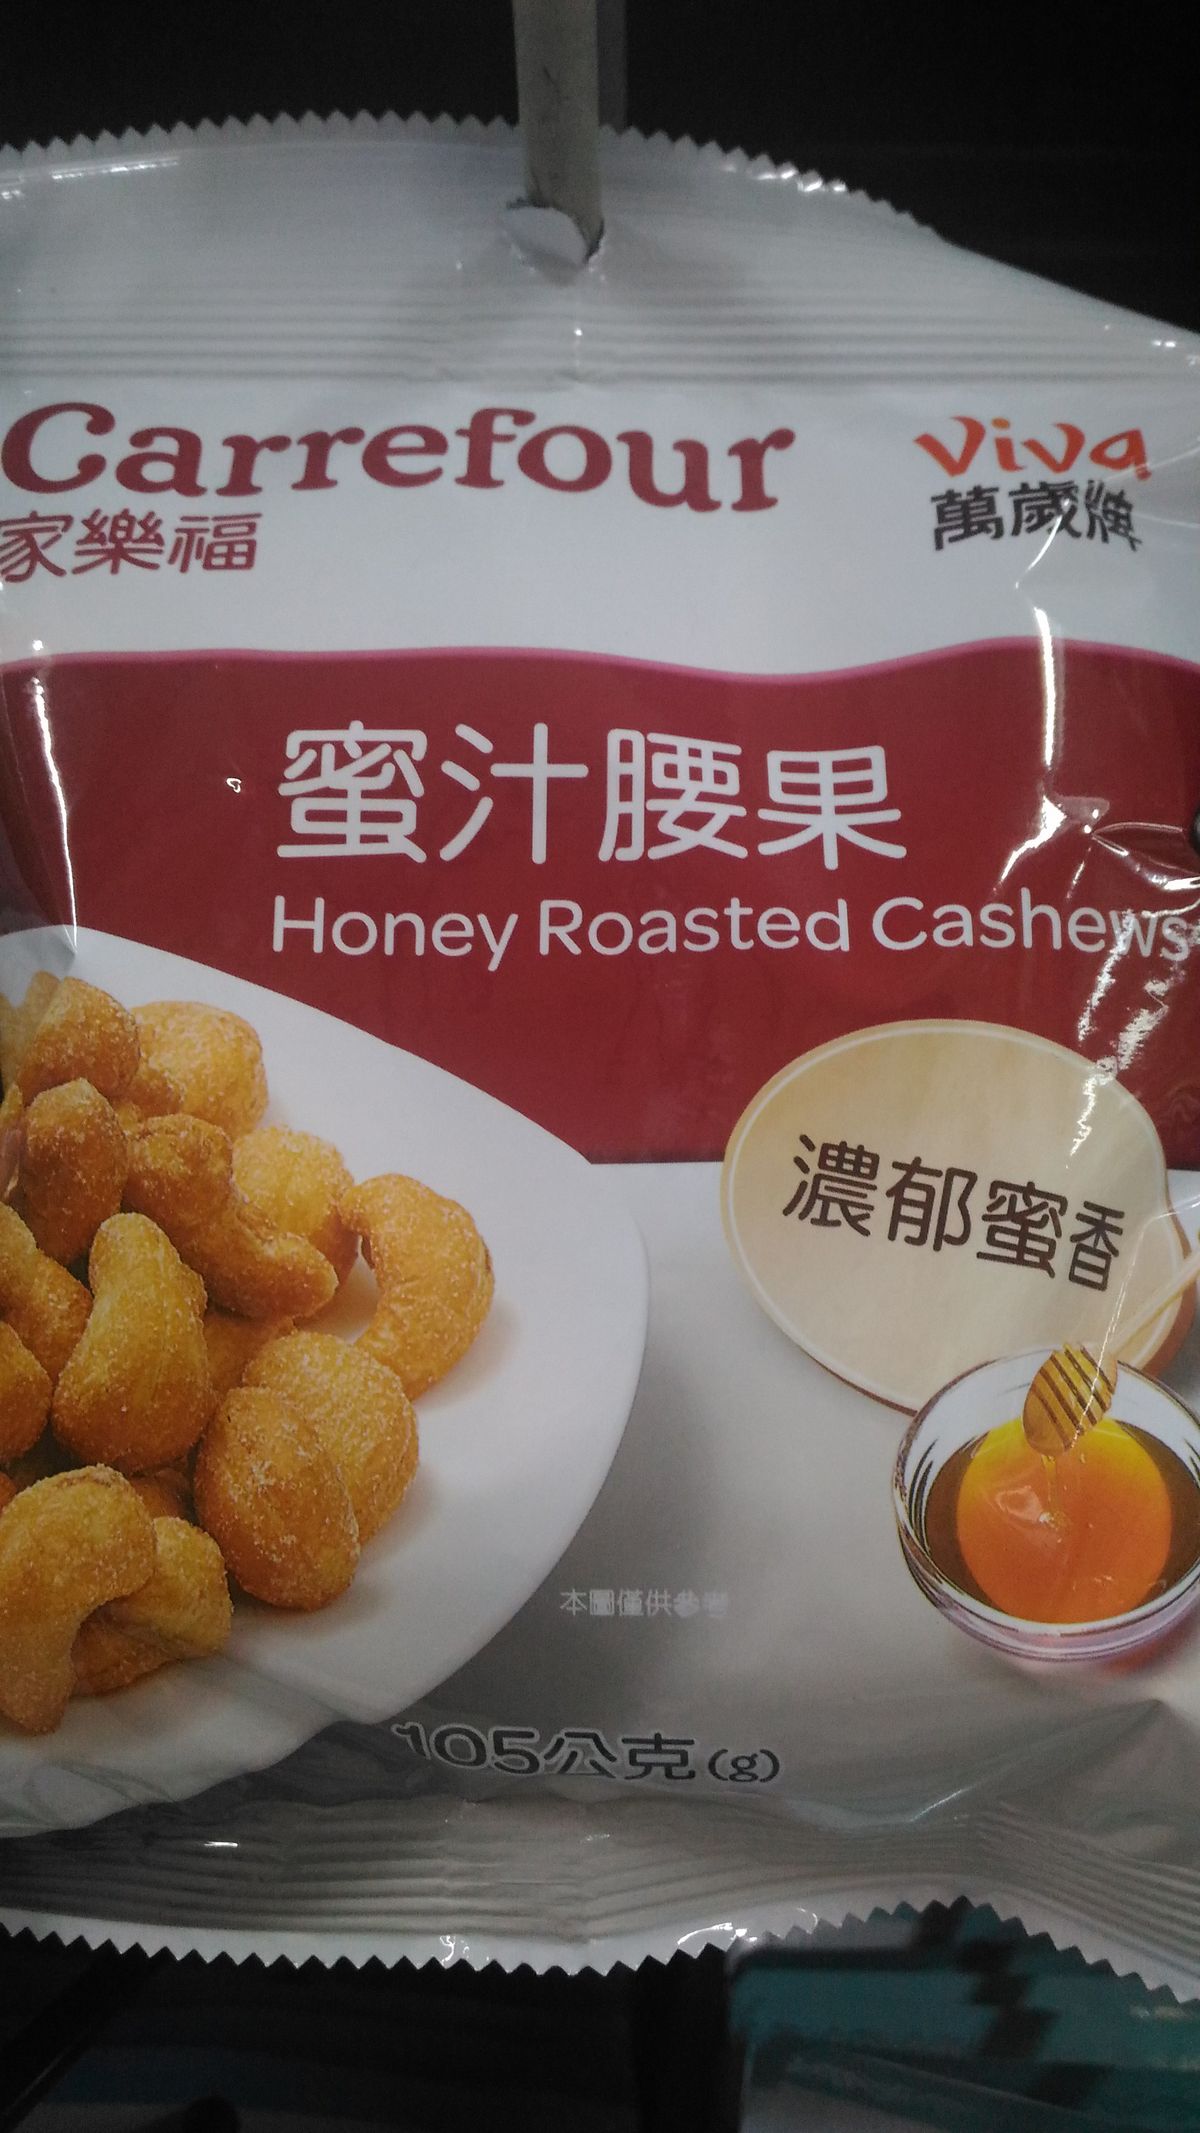 Carrefour
家樂福
Viva
萬歲牌
蜜汁腰果
Honey Roasted Cashews
濃郁蜜香
本圖僅供參考
105公克(g)